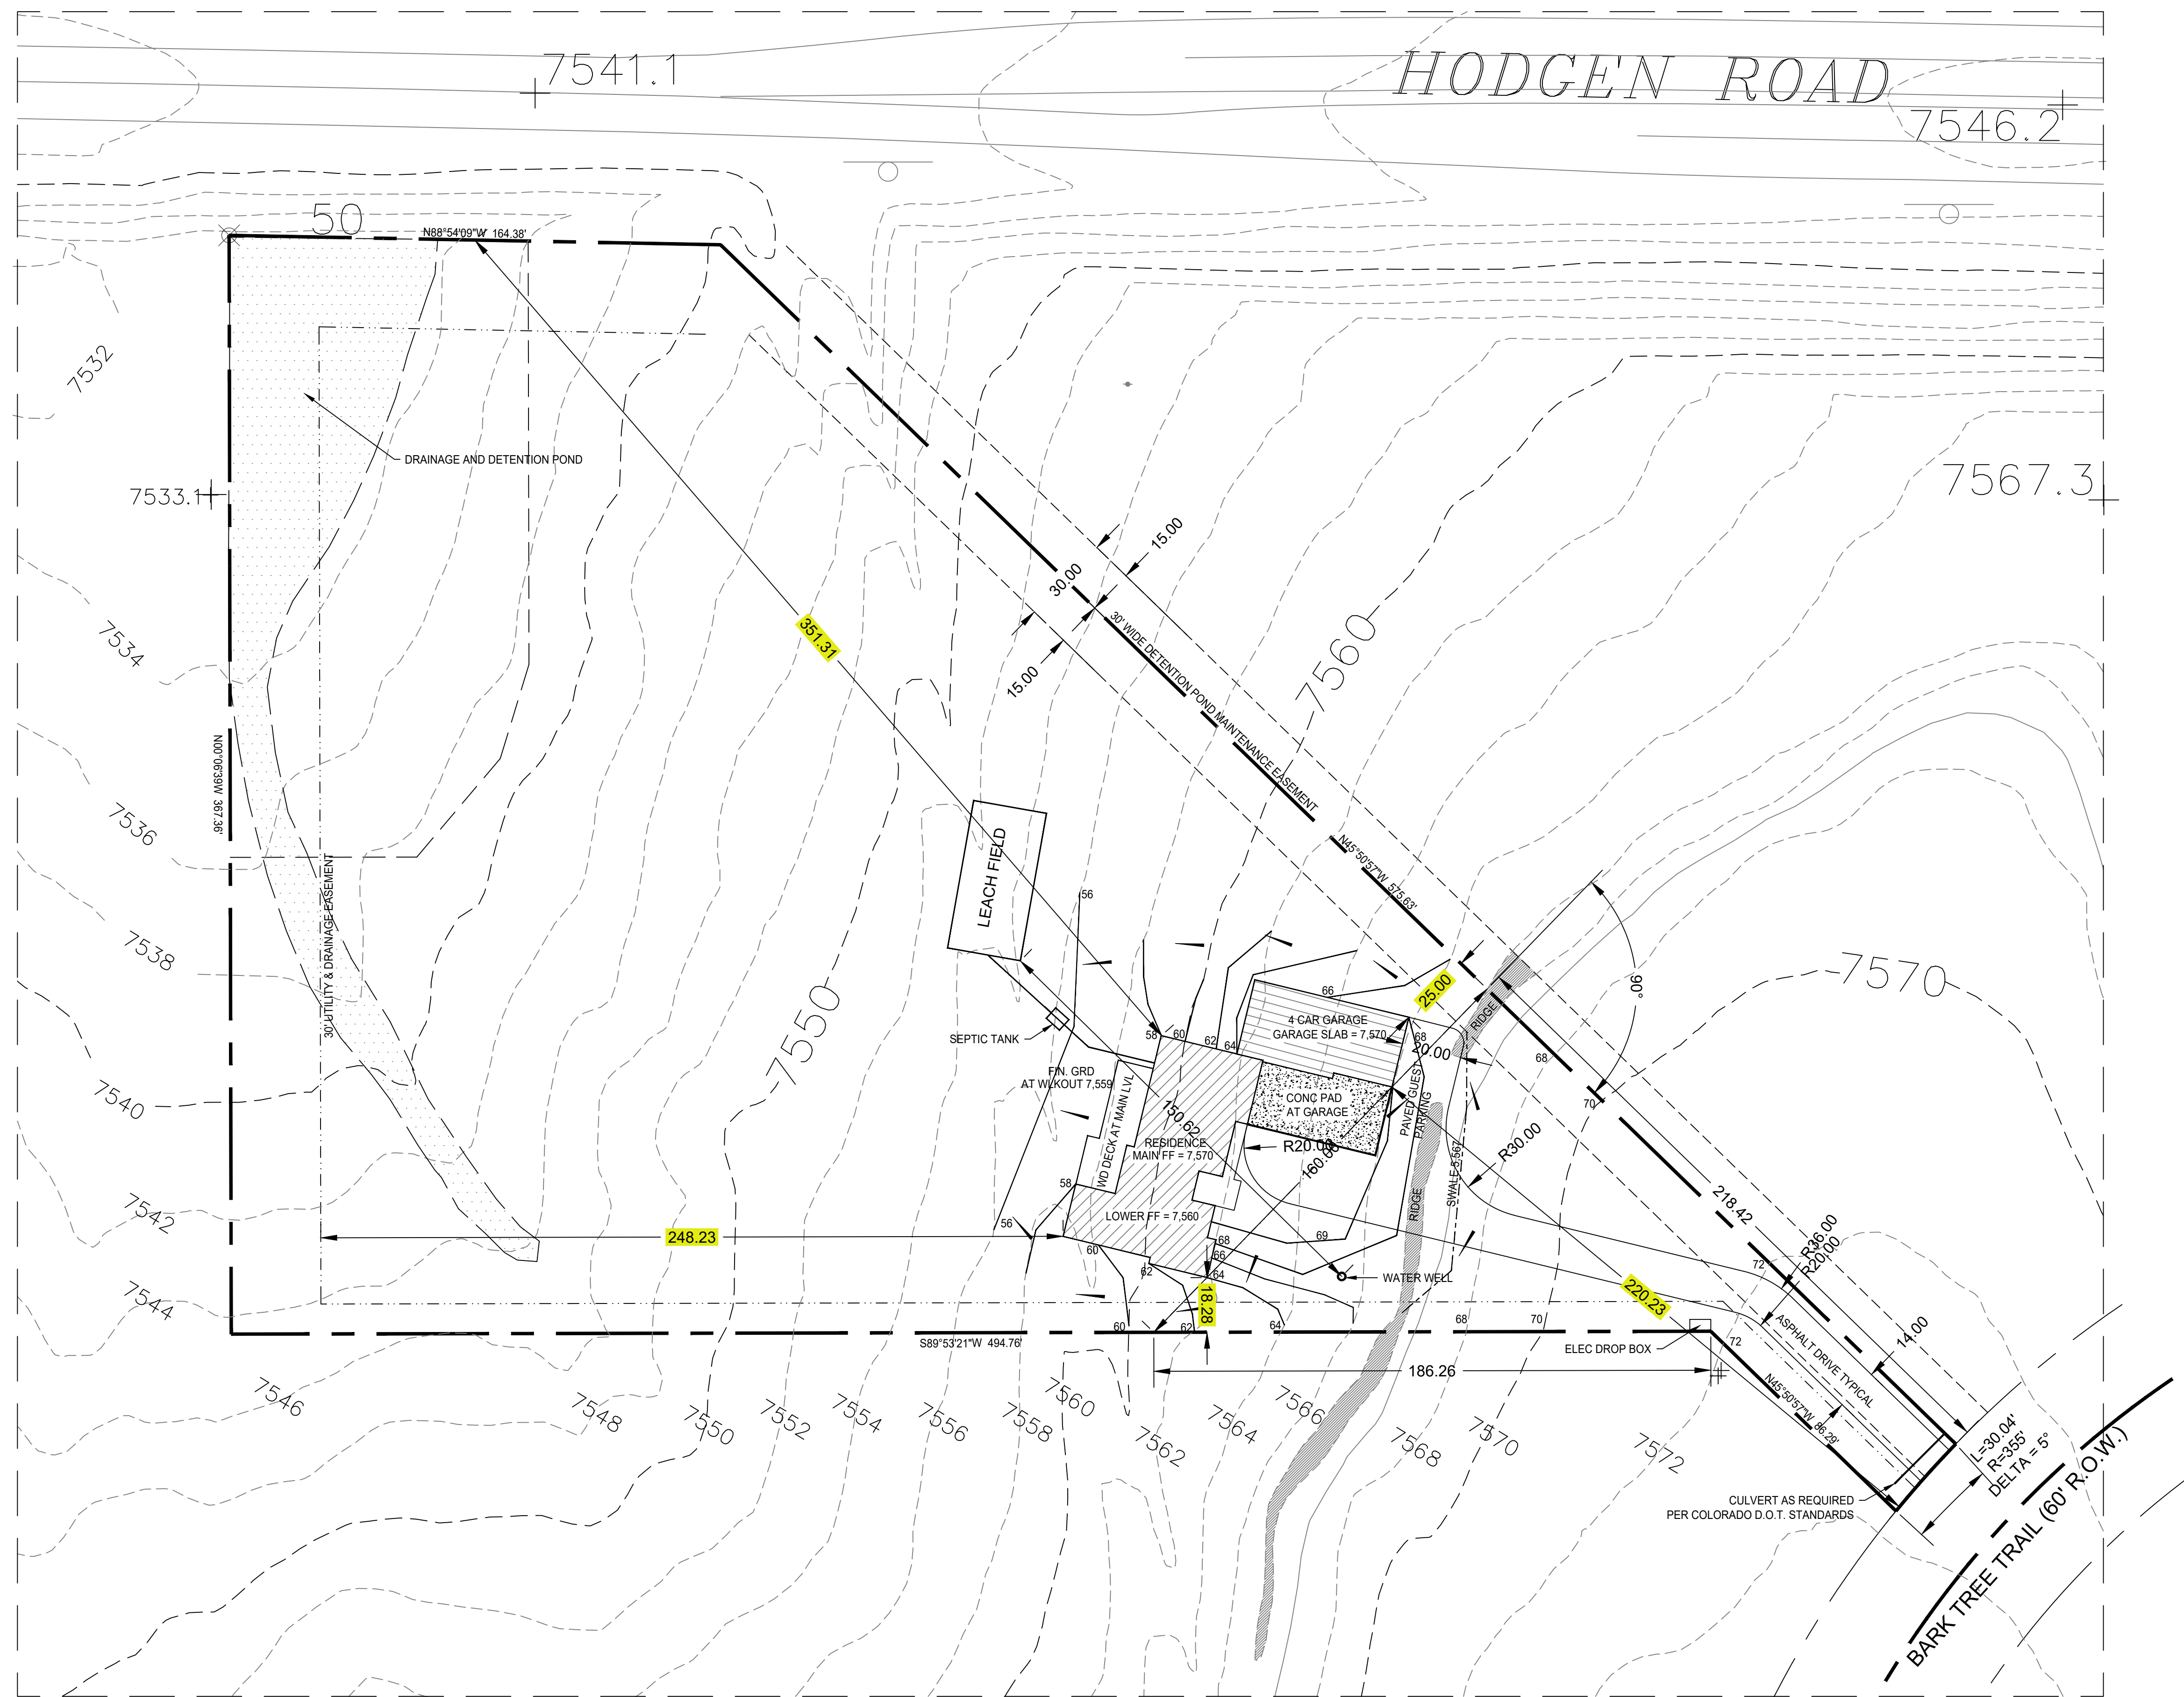 HODGEN ROAD
7541.1
7546.2
50
N88°54'09"W 164.38'
7532
DRAINAGE AND DETENTION POND
7533.1
7567.3
15.00
30.00
15.00
30' WIDE DETENTION POND MAINTENANCE EASEMENT
351.31
7534
7560
N00°06'39W 367.36'
7536
30' UTILITY & DRAINAGE EASEMENT
LEACH FIELD
N45°50'57"W 575.63'
56
7538
7550
7570
90°
25.00
66
4 CAR GARAGE
GARAGE SLAB = 7,570
RIDGE
SEPTIC TANK
58
60
62
64
68
20.00
68
FIN. GRD
AT WLKOUT 7,559
WD DECK AT MAIN LVL
CONC PAD
AT GARAGE
PAVED GUEST
PARKING
70
7540
150.62
RESIDENCE
MAIN FF = 7,570
R20.00
160.06
R30.00
SWALE 5,567
RIDGE
58
218.42
7542
LOWER FF = 7,560
56
248.23
69
68
66
64
60
62
R36.00
R20.00
72
WATER WELL
7544
18.28
220.23
ASPHALT DRIVE TYPICAL
14.00
60
62
64
68
70
72
S89°53'21"W 494.76'
ELEC DROP BOX
186.26
N45°50'57"W 86.29'
7546
7548
7550
7552
7554
7556
7558
7560
7562
7564
7566
7568
7570
7572
L=30.04'
R=355'
DELTA = 5°
CULVERT AS REQUIRED
PER COLORADO D.O.T. STANDARDS
BARK TREE TRAIL (60' R.O.W.)